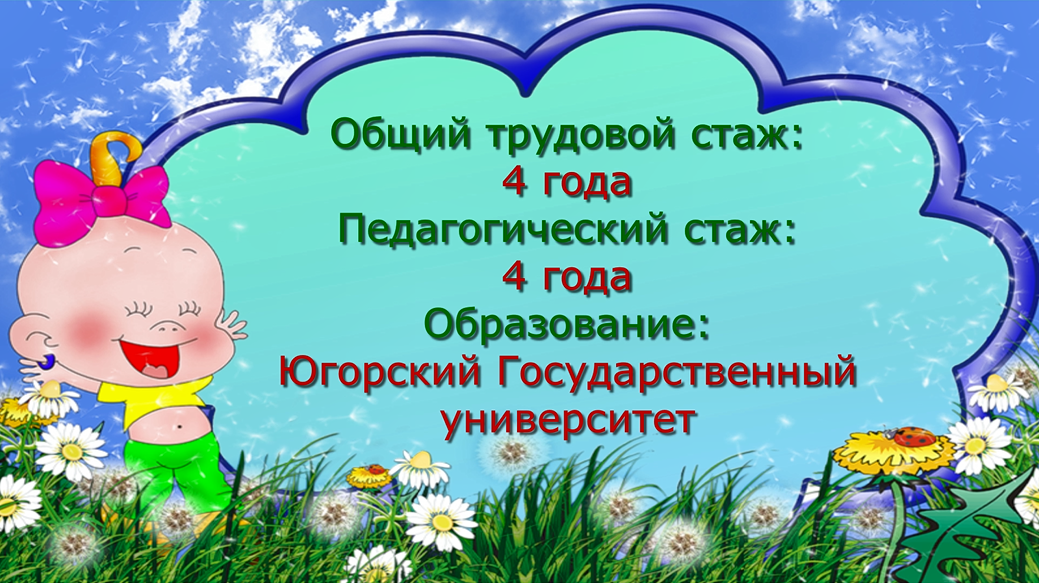 Общий трудовой стаж:
4 года
Педагогический стаж:
4 года
Образование:
Югорский Государственный
университет